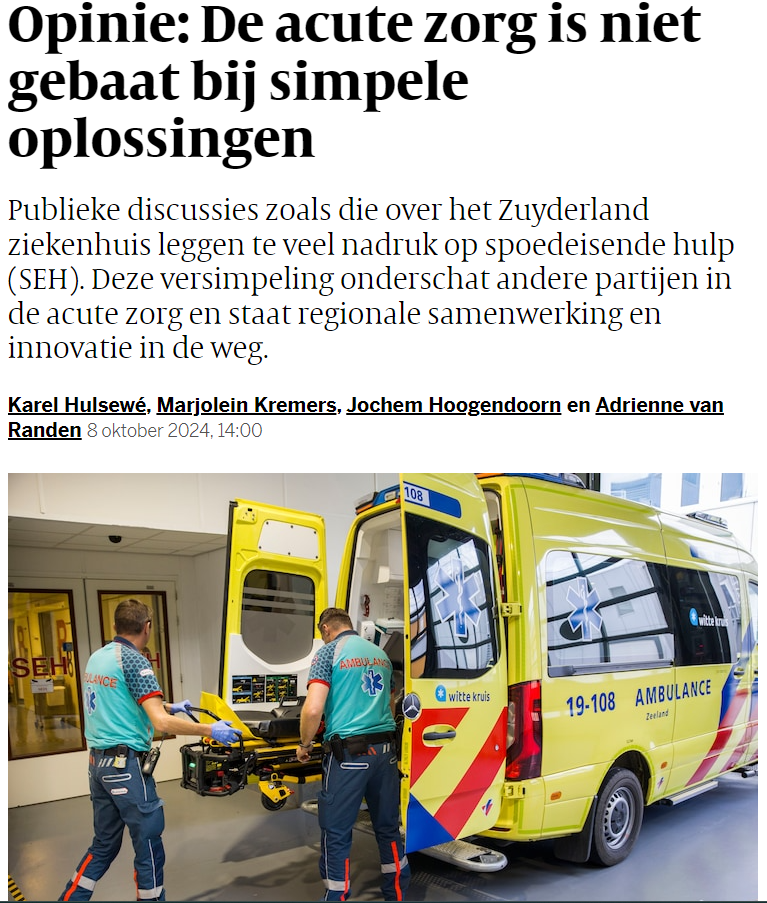 Opinie: De acute zorg is niet
gebaat bij simpele
oplossingen
Publieke discussies zoals die over het Zuyderland
ziekenhuis leggen te veel nadruk op spoedeisende hulp
(SEH). Deze versimpeling onderschat andere partijen in
de acute zorg en staat regionale samenwerking en
innovatie in de weg.
Karel Hulsewé, Marjolein Kremers, Jochem Hoogendoorn en Adrienne van
Randen 8 oktober 2024, 14:00
108
witte kruis
SEH
AMBULANCE
witte kruis
19-108 AMBULANCE
Zeeland